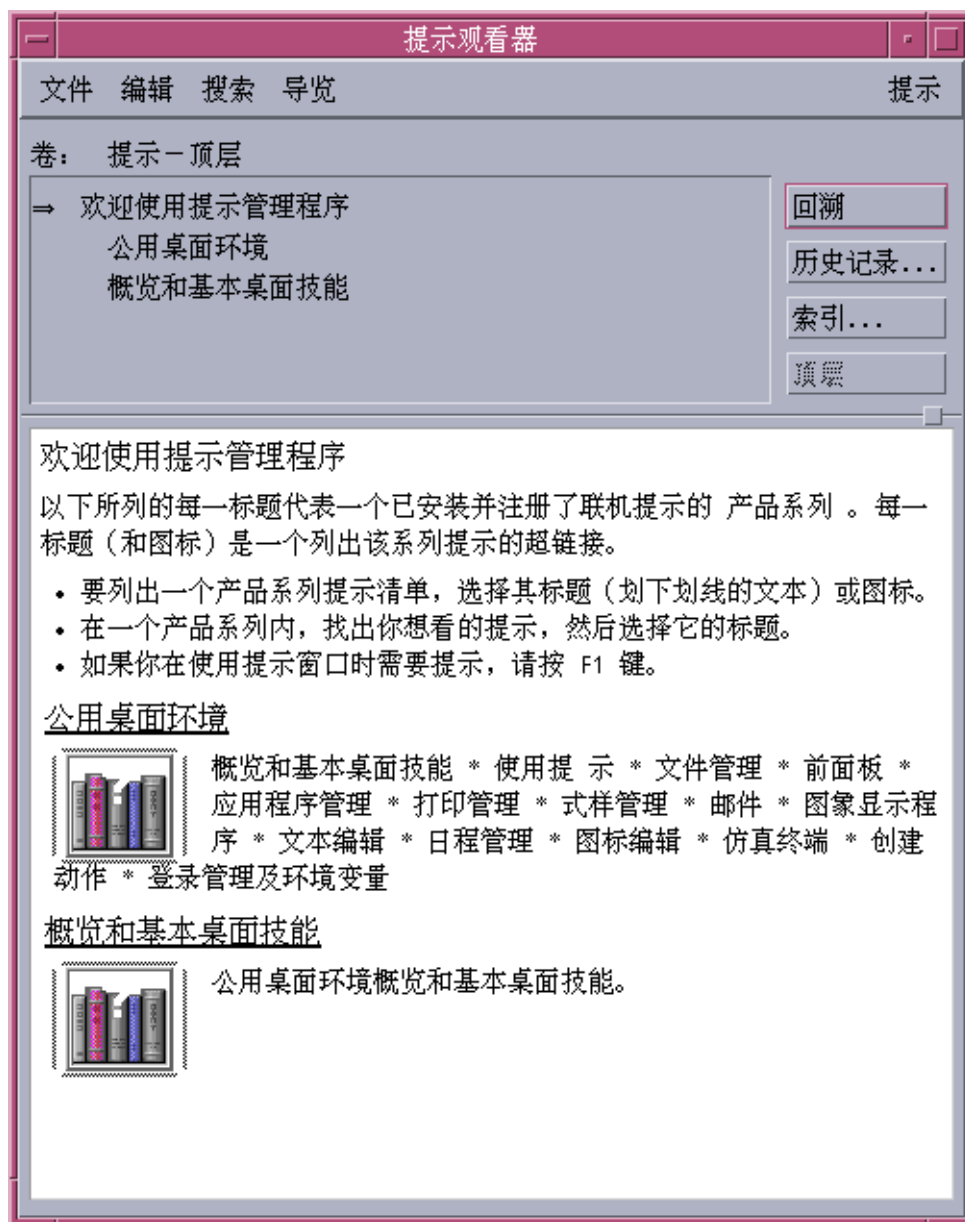 提示观看器
文件 编辑 搜索 导览 提示
卷： 提示－顶层
⇒ 欢迎使用提示管理程序
公用桌面环境
概览和基本桌面技能
回溯
历史记录...
索引...
顶层
欢迎使用提示管理程序
以下所列的每一标题代表一个已安装并注册了联机提示的 产品系列 。每一
标题（和图标）是一个列出该系列提示的超链接。
• 要列出一个产品系列提示清单，选择其标题（划下划线的文本）或图标。
• 在一个产品系列内，找出你想看的提示，然后选择它的标题。
• 如果你在使用提示窗口时需要提示，请按 F1 键。
公用桌面环境
概览和基本桌面技能 * 使用提 示 * 文件管理 * 前面板 *
应用程序管理 * 打印管理 * 式样管理 * 邮件 * 图象显示程
序 * 文本编辑 * 日程管理 * 图标编辑 * 仿真终端 * 创建
动作 * 登录管理及环境变量
概览和基本桌面技能
公用桌面环境概览和基本桌面技能。